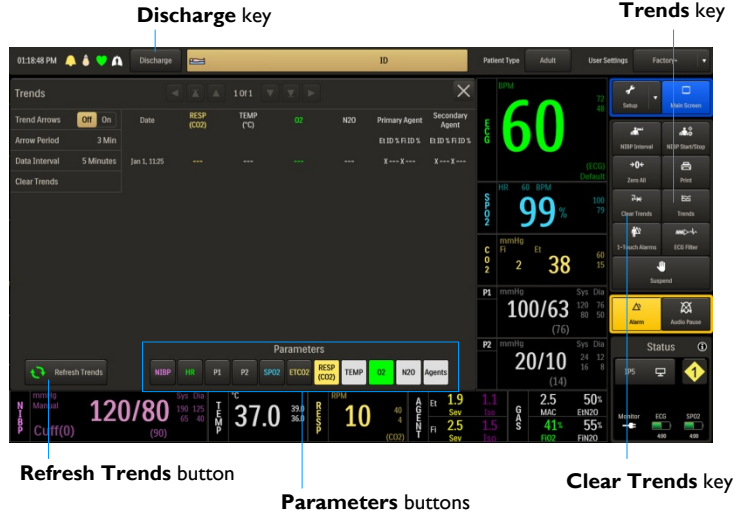 Discharge key
Trends key
01:18:48 PM Discharge ID Patient Type Adult User Settings Factory
Trends 1 Of 1
Trend Arrows Off On
Arrow Period 3 Min
Data Interval 5 Minutes
Clear Trends
Date RESP (CO2) TEMP (°C) O2 N2O Primary Agent Secondary Agent
Et ID % Fi ID % Et ID % Fi ID %
Jan 1, 11:25 --- --- --- --- X --- X --- X --- X ---
Refresh Trends
Parameters
NIBP HR P1 P2 SPO2 ETCO2 RESP (CO2) TEMP O2 N2O Agents
ECG BPM 60 72 48 (ECG) Default
SPO2 HR 60 BPM 99% 100 79
CO2 mmHg Fi 2 Et 38 60 15
P1 mmHg 100/63 (76) Sys Dia 120 76 80 50
P2 mmHg 20/10 (14) Sys Dia 24 12 16 8
Setup Main Screen
NIBP Interval NIBP Start/Stop
Zero All Print
Clear Trends Trends
1-Touch Alarms ECG Filter
Suspend
Alarm Audio Pause
Status
IP5 1
Monitor ECG SPO2
4:00 4:00
NIBP mmHg Manual Cuff(0) 120/80 (90) Sys Dia 190 125 65 40
TEMP °C 37.0 39.0 36.0
RESP RPM 10 40 4 (CO2)
AGENT Et 1.9 Sev 1.1 Iso
Fi 2.5 Sev 1.5 Iso
GAS 2.5 MAC 50% EtN2O
41% FiO2 55% FiN2O
Refresh Trends button
Clear Trends key
Parameters buttons